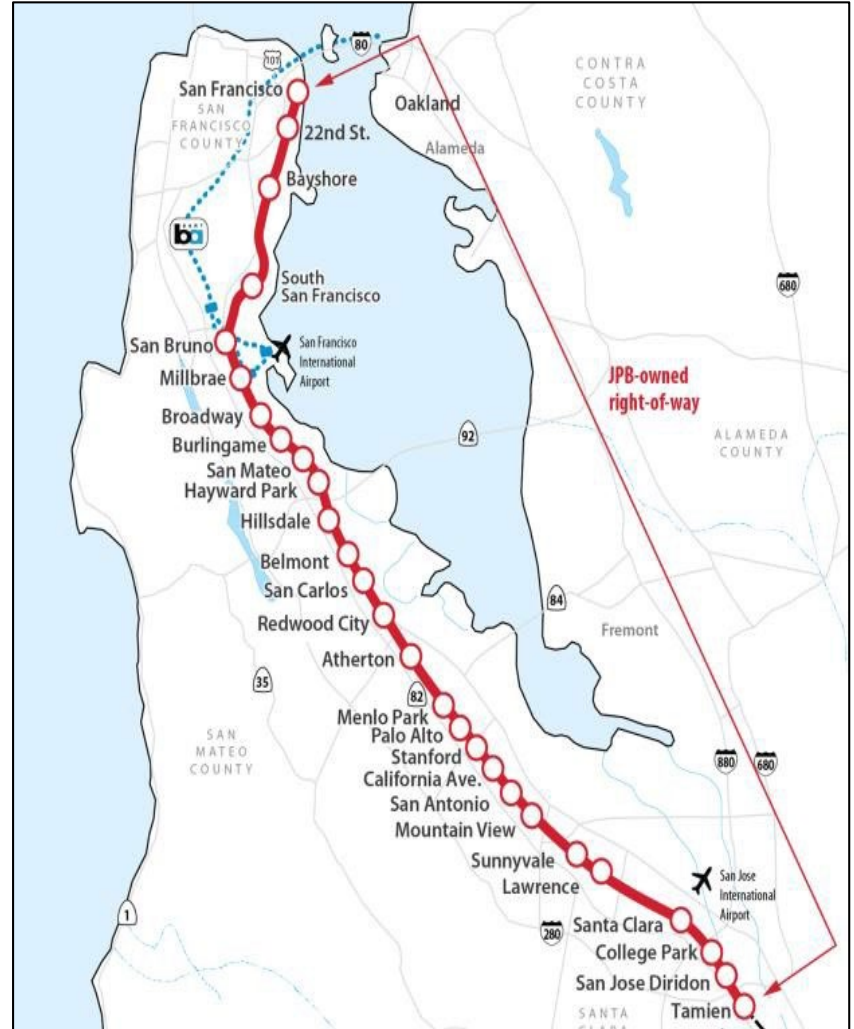 80
101
CONTRA
COSTA
COUNTY
San Francisco
SAN
FRANCISCO
COUNTY
Oakland
22nd St.
Alameda
Bayshore
BART
ba
South
San Francisco
680
San Bruno
San Francisco
International
Airport
Millbrae
JPB-owned
right-of-way
Broadway
92
ALAMEDA
COUNTY
Burlingame
San Mateo
Hayward Park
Hillsdale
Belmont
San Carlos
84
Redwood City
Fremont
Atherton
35
82
Menlo Park
Palo Alto
SAN
MATEO
COUNTY
Stanford
880
680
California Ave.
San Antonio
Mountain View
Sunnyvale
Lawrence
San Jose
International
Airport
1
Santa Clara
280
College Park
San Jose Diridon
Tamien
SANTA